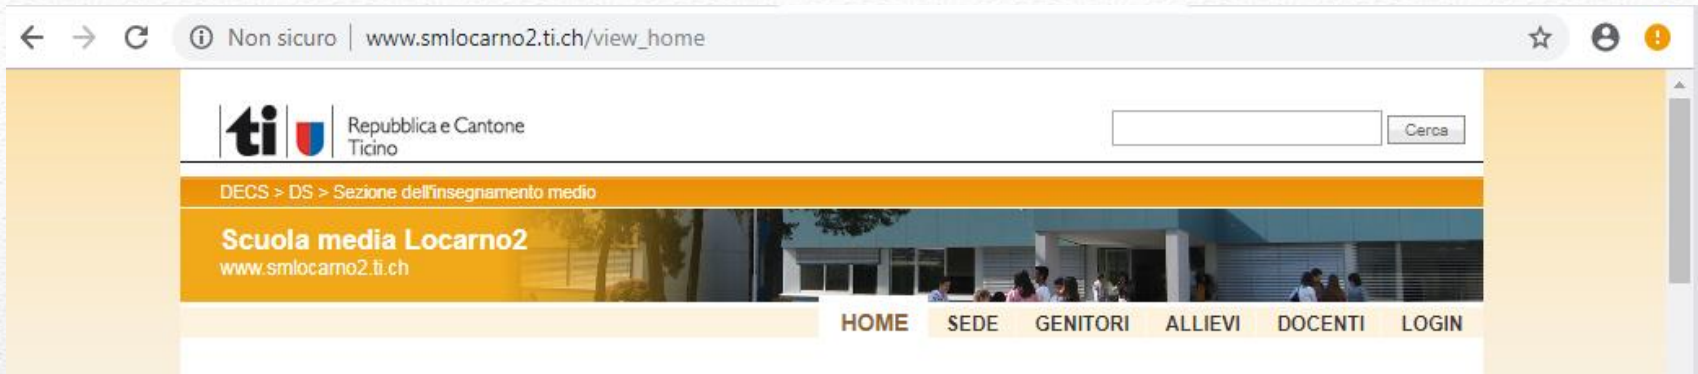 Non sicuro | www.smlocarno2.ti.ch/view_home
ti
Repubblica e Cantone
Ticino
Cerca
DECS > DS > Sezione dell'insegnamento medio
Scuola media Locarno2
www.smlocarno2.ti.ch
HOME SEDE GENITORI ALLIEVI DOCENTI LOGIN